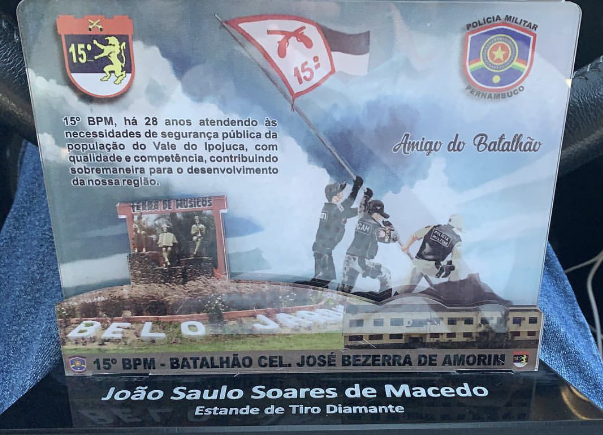 15º
15º
POLÍCIA MILITAR
PERNAMBUCO
15º BPM, há 28 anos atendendo às
necessidades de segurança pública da
população do Vale do Ipojuca, com
qualidade e competência, contribuindo
sobremaneira para o desenvolvimento
da nossa região.
Amigo do Batalhão
TERRA DE MÚSICOS
BELO
15º BPM - BATALHÃO CEL. JOSÉ BEZERRA DE AMORIM
João Saulo Soares de Macedo
Estande de Tiro Diamante